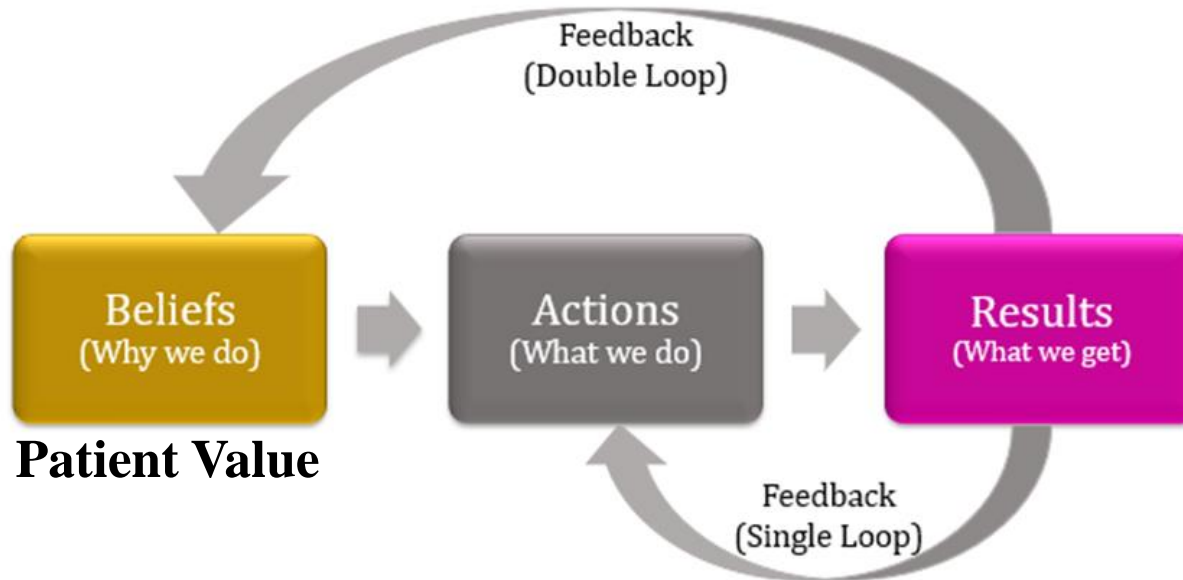 Feedback
(Double Loop)
Beliefs
(Why we do)
Actions
(What we do)
Results
(What we get)
Patient Value
Feedback
(Single Loop)